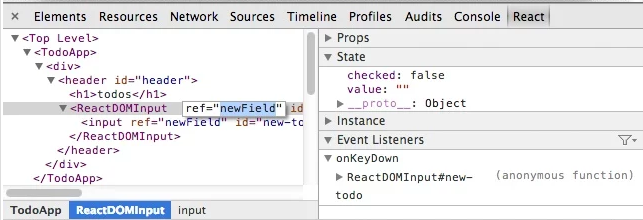 Elements Resources Network Sources Timeline Profiles Audits Console React
<Top Level>
<TodoApp>
<div>
<header id="header">
<h1>todos</h1>
<ReactDOMInput ref="newField" id
<input ref="newField" id="new-to
</ReactDOMInput>
</header>
</div>
</TodoApp>
TodoApp ReactDOMInput input
Props
State
checked: false
value: ""
__proto__: Object
Instance
Event Listeners
onKeyDown
ReactDOMInput#new-todo (anonymous function)